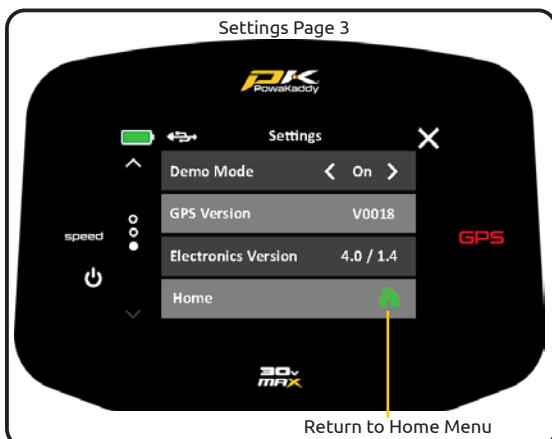 Settings Page 3
PK
PowaKaddy
Settings
Demo Mode On
GPS Version V0018
speed
GPS
Electronics Version 4.0 / 1.4
Home
30v
MAX
Return to Home Menu